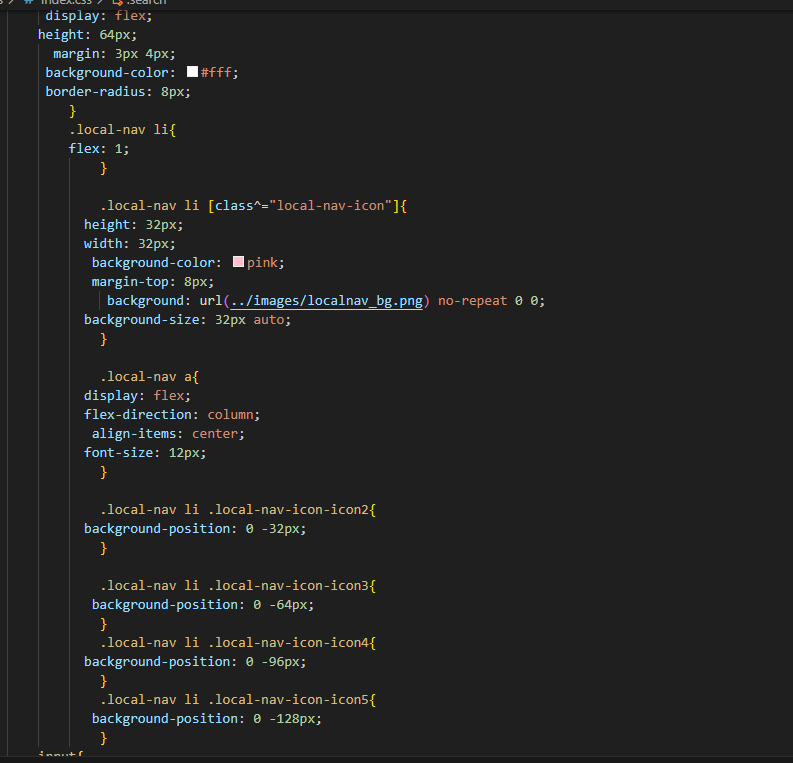 index.css > .search
display: flex;
height: 64px;
margin: 3px 4px;
background-color: #fff;
border-radius: 8px;
}
.local-nav li{
flex: 1;
}
.local-nav li [class^="local-nav-icon"]{
height: 32px;
width: 32px;
background-color: pink;
margin-top: 8px;
background: url(../images/localnav_bg.png) no-repeat 0 0;
background-size: 32px auto;
}
.local-nav a{
display: flex;
flex-direction: column;
align-items: center;
font-size: 12px;
}
.local-nav li .local-nav-icon-icon2{
background-position: 0 -32px;
}
.local-nav li .local-nav-icon-icon3{
background-position: 0 -64px;
}
.local-nav li .local-nav-icon-icon4{
background-position: 0 -96px;
}
.local-nav li .local-nav-icon-icon5{
background-position: 0 -128px;
}
input{